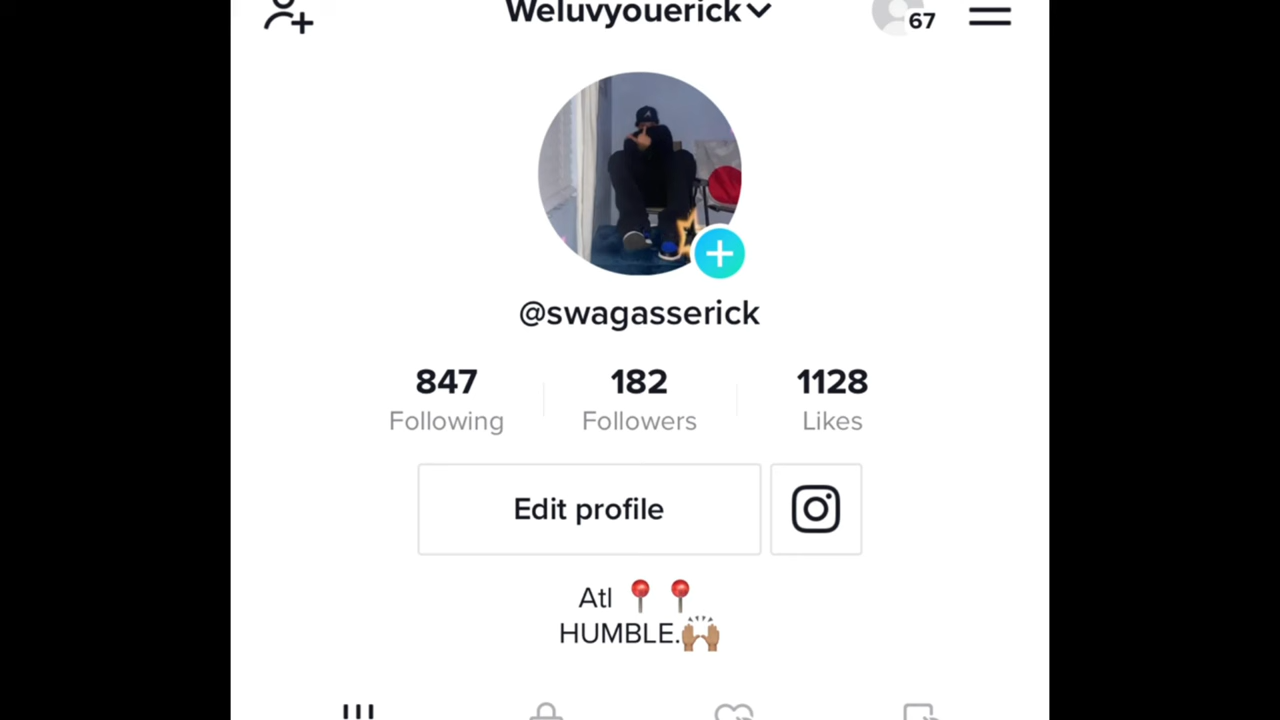 Weluvyouerick
67
@swagasserick
847 182 1128
Following Followers Likes
Edit profile
Atl 📍 📍
HUMBLE.🙌🏽